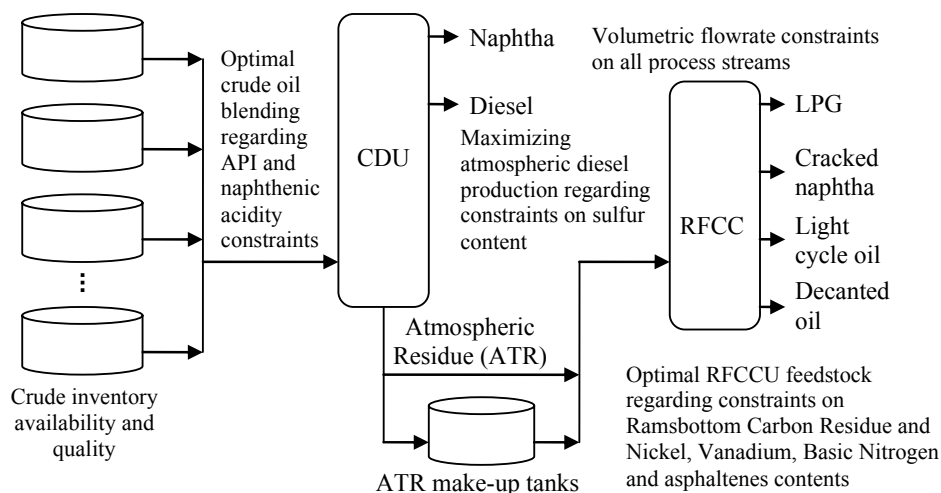 Crude inventory
availability and
quality
Optimal
crude oil
blending
regarding
API and
naphthenic
acidity
constraints
CDU
Naphtha
Diesel
Maximizing
atmospheric diesel
production regarding
constraints on sulfur
content
Volumetric flowrate constraints
on all process streams
RFCC
LPG
Cracked
naphtha
Light
cycle oil
Decanted
oil
Atmospheric
Residue (ATR)
ATR make-up tanks
Optimal RFCCU feedstock
regarding constraints on
Ramsbottom Carbon Residue and
Nickel, Vanadium, Basic Nitrogen
and asphaltenes contents